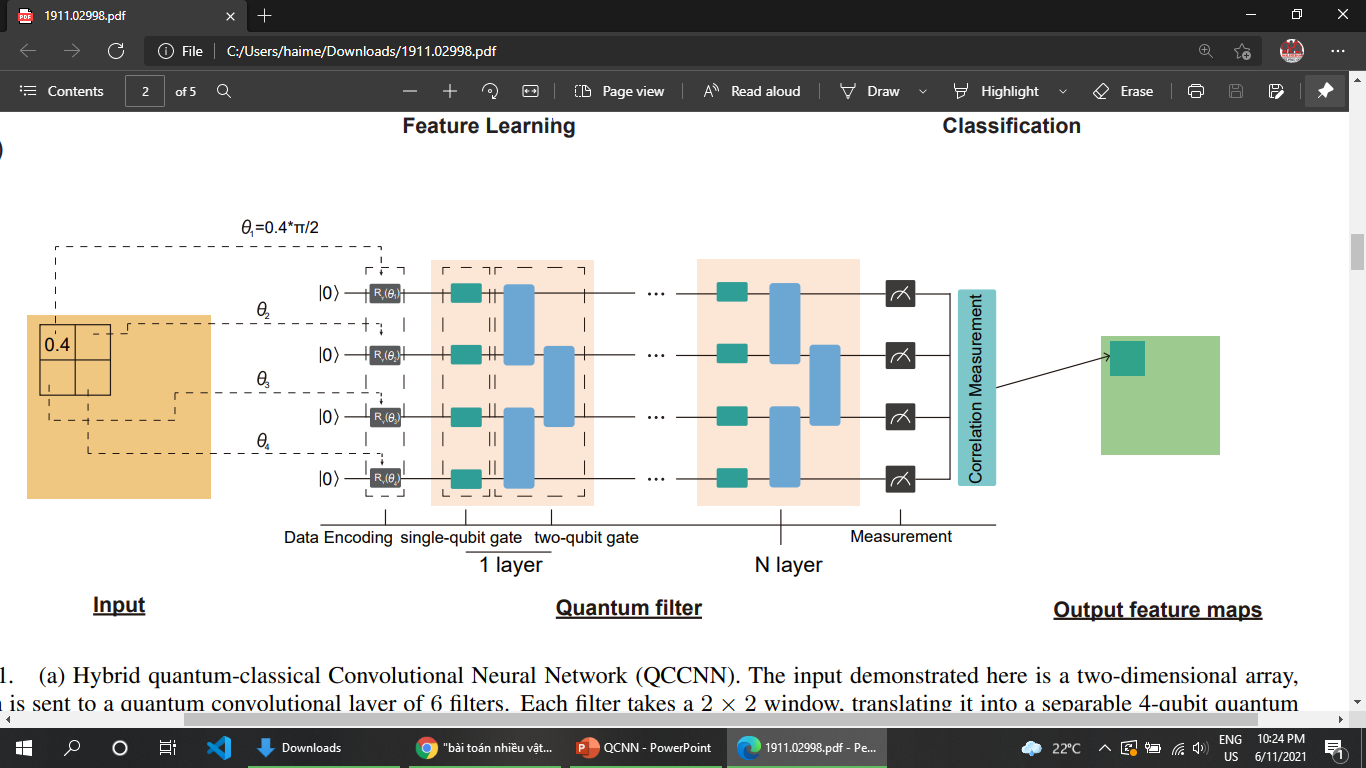 1911.02998.pdf
File
C:/Users/haime/Downloads/1911.02998.pdf
Contents
2
of 5
Page view
Read aloud
Draw
Highlight
Erase
Feature Learning
Classification
)
θ₁=0.4*π/2
θ₂
θ₃
θ₄
0.4
|0⟩
|0⟩
|0⟩
|0⟩
...
...
...
...
Correlation Measurement
Data Encoding
single-qubit gate
two-qubit gate
Measurement
1 layer
N layer
Input
Quantum filter
Output feature maps
1. (a) Hybrid quantum-classical Convolutional Neural Network (QCCNN). The input demonstrated here is a two-dimensional array,
is sent to a quantum convolutional layer of 6 filters. Each filter takes a 2 × 2 window, translating it into a separable 4-qubit quantum
Downloads
"bài toán nhiều vật...
QCNN - PowerPoint
1911.02998.pdf - Pe...
22°C
ENG
US
10:24 PM
6/11/2021
1